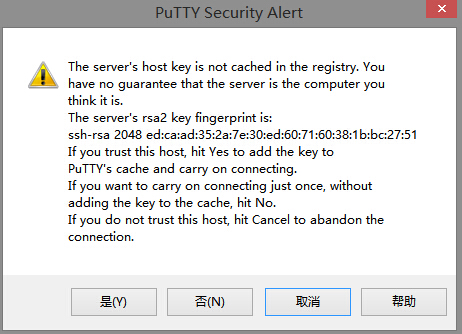 PuTTY Security Alert
The server's host key is not cached in the registry. You
have no guarantee that the server is the computer you
think it is.
The server's rsa2 key fingerprint is:
ssh-rsa 2048 ed:ca:ad:35:2a:7e:30:ed:60:71:60:38:1b:bc:27:51
If you trust this host, hit Yes to add the key to
PuTTY's cache and carry on connecting.
If you want to carry on connecting just once, without
adding the key to the cache, hit No.
If you do not trust this host, hit Cancel to abandon the
connection.
是(Y) 否(N) 取消 帮助